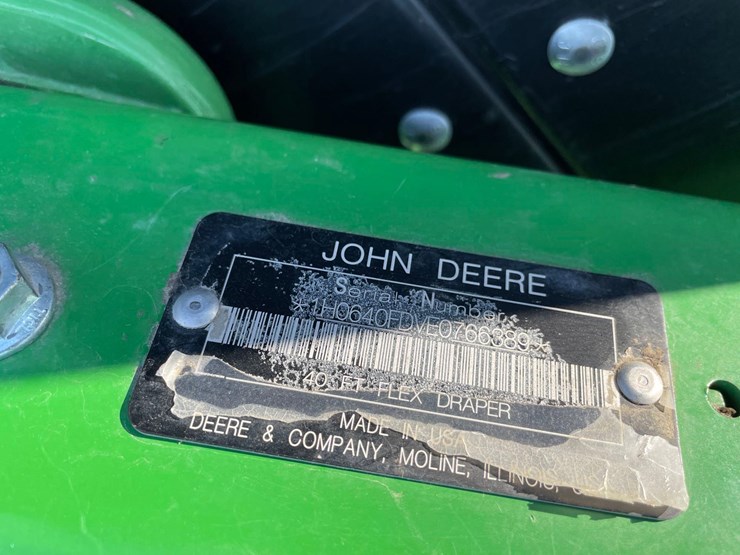 JOHN DEERE
Serial Number
*1H0640FDVE0766389*
40 FT FLEX DRAPER
MADE IN USA
DEERE & COMPANY, MOLINE, ILLINOIS,